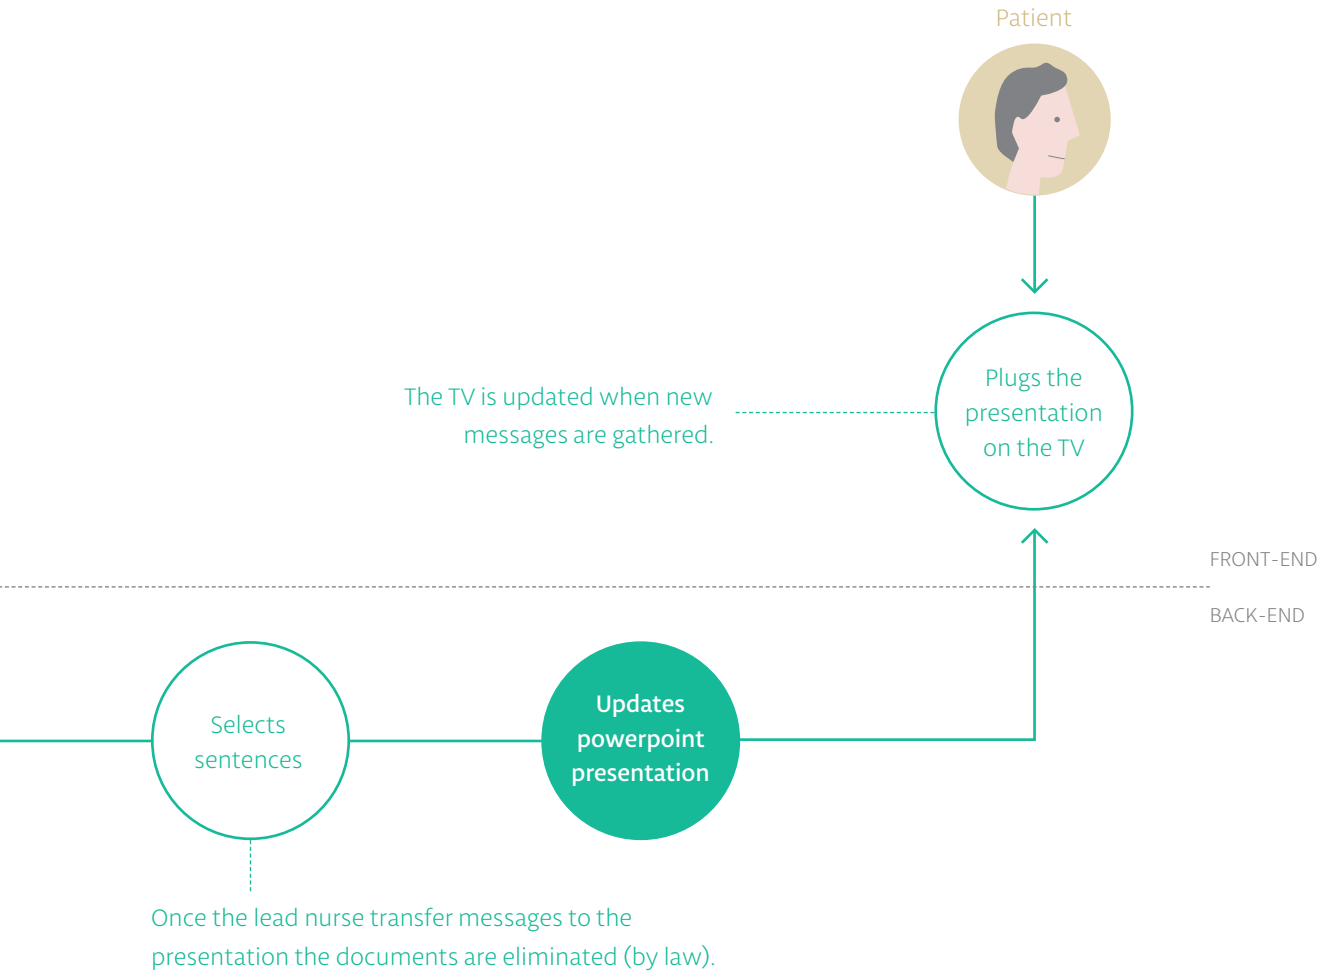 Patient
Plugs the
presentation
on the TV
The TV is updated when new
messages are gathered.
FRONT-END
BACK-END
Selects
sentences
Updates
powerpoint
presentation
Once the lead nurse transfer messages to the
presentation the documents are eliminated (by law).